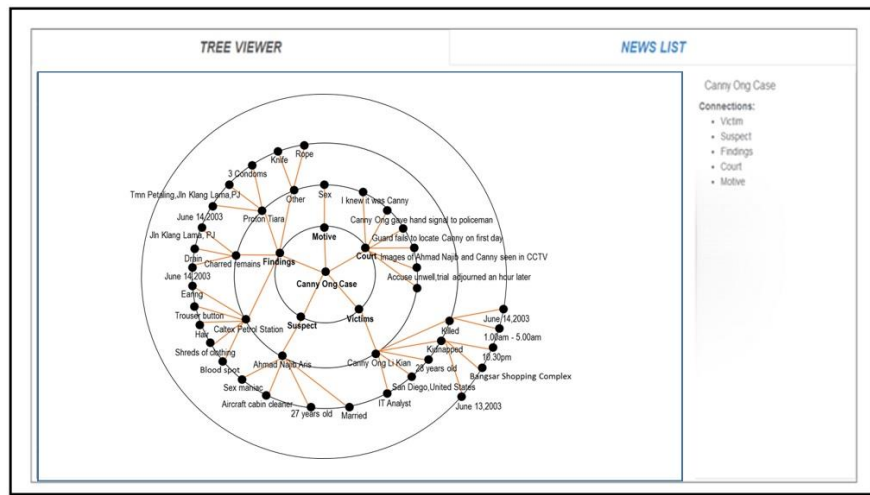 TREE VIEWER
NEWS LIST
Canny Ong Case
Connections:
Victim
Suspect
Findings
Court
Motive
Rope
Knife
3 Condoms
Tmn Petaling,Jln Klang Lama,PJ
June 14,2003
Jln Klang Lama, PJ
Drain
June 14,2003
Earing
Trouser button
Hair
Shreds of clothing
Blood spot
Sex maniac
Aircraft cabin cleaner
27 years old
Married
IT Analyst
San Diego,United States
28 years old
Kidnapped
Killed
June 14,2003
1.00am - 5.00am
10.30pm
Bangsar Shopping Complex
June 13,2003
Other
Proton Tiara
Charred remains
Caltex Petrol Station
Ahmad Najib Aris
Canny Ong Li Kian
Sex
I knew it was Canny
Canny Ong gave hand signal to policeman
Guard fails to locate Canny on first day
Images of Ahmad Najib and Canny seen in CCTV
Accuse unwell,trial adjourned an hour later
Motive
Court
Findings
Canny Ong Case
Suspect
Victims